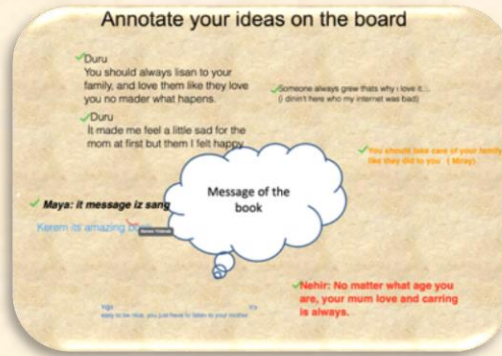 Annotate your ideas on the board
Duru
You should always lisan to your
family, and love them like they love
you no mader what hapens.
Someone always grew thats why i love it...
(i dinin't here who my internet was bad)
Duru
It made me feel a little sad for the
mom at first but them I felt happy
You should take care of your family
like they did to you ( Miray)
Message of the
book
Maya: it message iz sang
Kerem its amazing
Nehir: No matter what age you
are, your mum love and carring
is always.
easy to be nice, you just have to listen to your mother